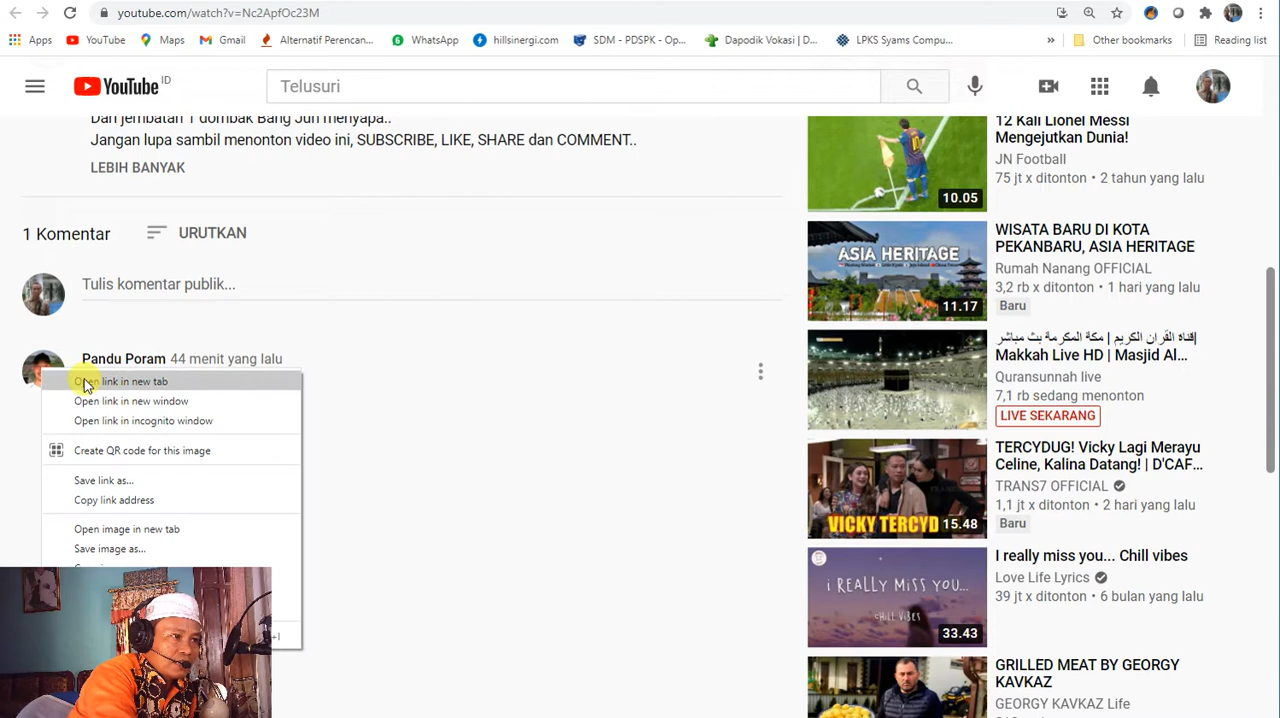 youtube.com/watch?v=Nc2ApfOc23M
Apps YouTube Maps Gmail Alternatif Perencan... WhatsApp hillsinergi.com SDM - PDSPK - Op... Dapodik Vokasi | D... LPKS Syams Compu... » Other bookmarks Reading list
YouTube ID
Telusuri
Dari jembatan 1 dombak Bang Jun menyapa..
Jangan lupa sambil menonton video ini, SUBSCRIBE, LIKE, SHARE dan COMMENT..
LEBIH BANYAK
1 Komentar
URUTKAN
Tulis komentar publik...
Pandu Poram 44 menit yang lalu
Open link in new tab
Open link in new window
Open link in incognito window
Create QR code for this image
Save link as...
Copy link address
Open image in new tab
Save image as...
12 Kali Lionel Messi
Mengejutkan Dunia!
JN Football
75 jt x ditonton • 2 tahun yang lalu
10.05
ASIA HERITAGE
11.17
WISATA BARU DI KOTA
PEKANBARU, ASIA HERITAGE
Rumah Nanang OFFICIAL
3,2 rb x ditonton • 1 hari yang lalu
Baru
قناة القرآن الكريم | مكة المكرمة بث مباشر|
Makkah Live HD | Masjid Al...
Quransunnah live
7,1 rb sedang menonton
LIVE SEKARANG
VICKY TERCYD
15.48
TERCYDUG! Vicky Lagi Merayu
Celine, Kalina Datang! | D'CAF...
TRANS7 OFFICIAL
1,1 jt x ditonton • 2 hari yang lalu
Baru
I REALLY MISS YOU...
CHILL VIBES
33.43
I really miss you... Chill vibes
Love Life Lyrics
39 jt x ditonton • 6 bulan yang lalu
GRILLED MEAT BY GEORGY
KAVKAZ
GEORGY KAVKAZ Life